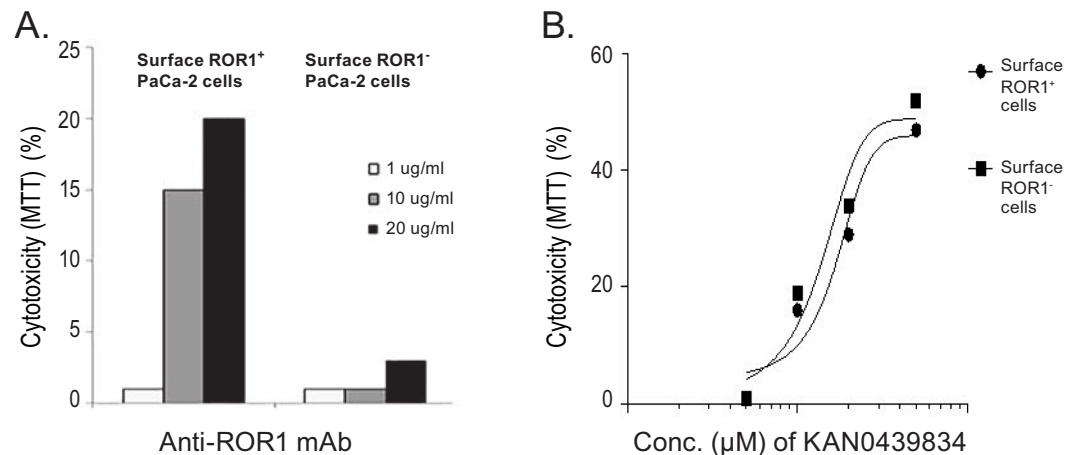 A.
Cytotoxicity (MTT) (%)
25
20
15
10
5
0
Surface ROR1⁺
PaCa-2 cells
Surface ROR1⁻
PaCa-2 cells
1 ug/ml
10 ug/ml
20 ug/ml
Anti-ROR1 mAb
B.
Cytotoxicity (MTT) (%)
60
40
20
0
Surface
ROR1⁺
cells
Surface
ROR1⁻
cells
Conc. (µM) of KAN0439834